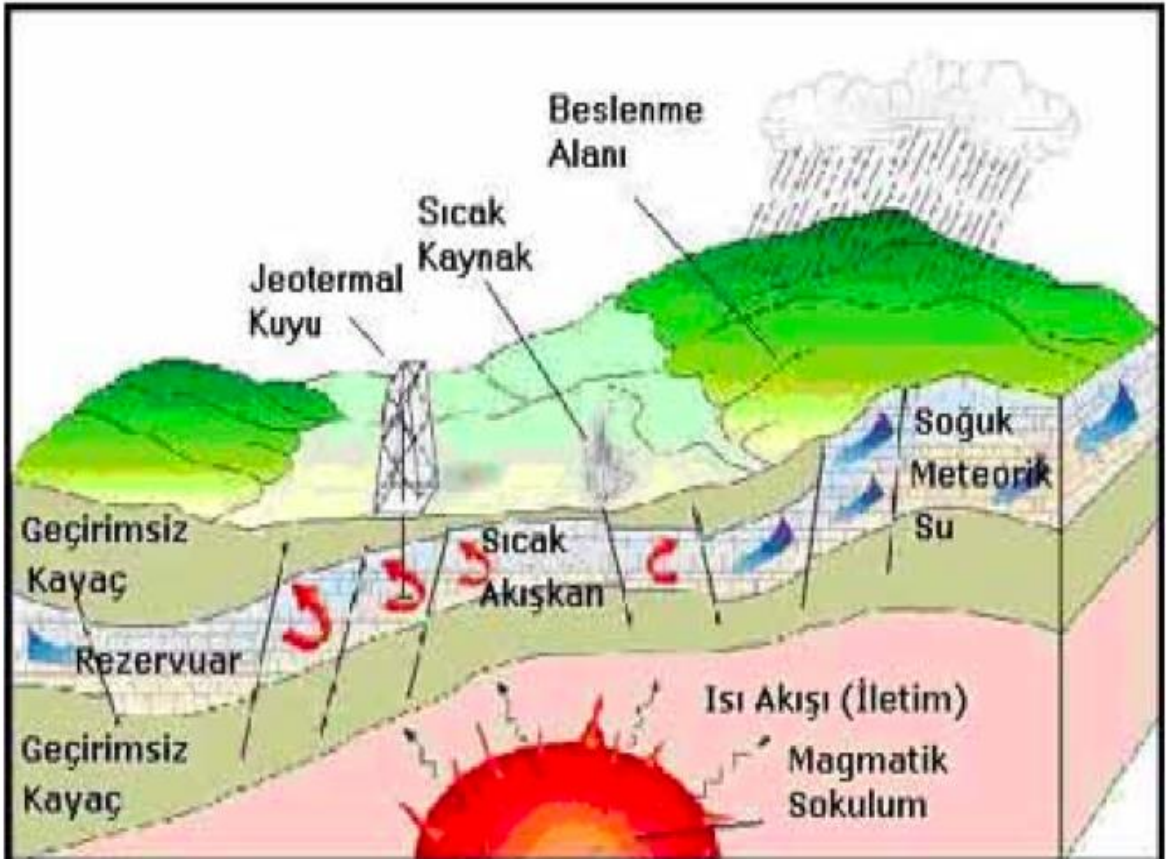 Beslenme
Alanı
Sıcak
Kaynak
Jeotermal
Kuyu
Soğuk
Meteorik
Su
Geçirimsiz
Kayaç
Sıcak
Akışkan
Rezervuar
Isı Akışı (İletim)
Geçirimsiz
Kayaç
Magmatik
Sokulum